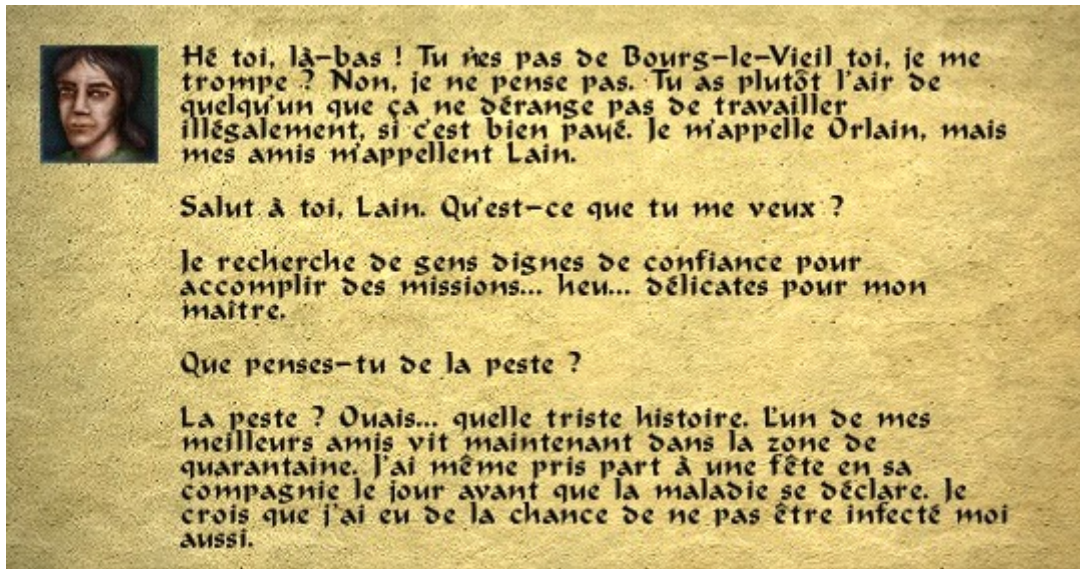 Hé toi, là-bas ! Tu n'es pas de Bourg-le-Vieil toi, je me
trompe ? Non, je ne pense pas. Tu as plutôt l'air de
quelqu'un que ça ne dérange pas de travailler
illégalement, si c'est bien payé. Je m'appelle Orlain, mais
mes amis m'appellent Lain.
Salut à toi, Lain. Qu'est-ce que tu me veux ?
Je recherche de gens dignes de confiance pour
accomplir des missions... heu... délicates pour mon
maître.
Que penses-tu de la peste ?
La peste ? Ouais... quelle triste histoire. L'un de mes
meilleurs amis vit maintenant dans la zone de
quarantaine. J'ai même pris part à une fête en sa
compagnie le jour avant que la maladie se déclare. Je
crois que j'ai eu de la chance de ne pas être infecté moi
aussi.